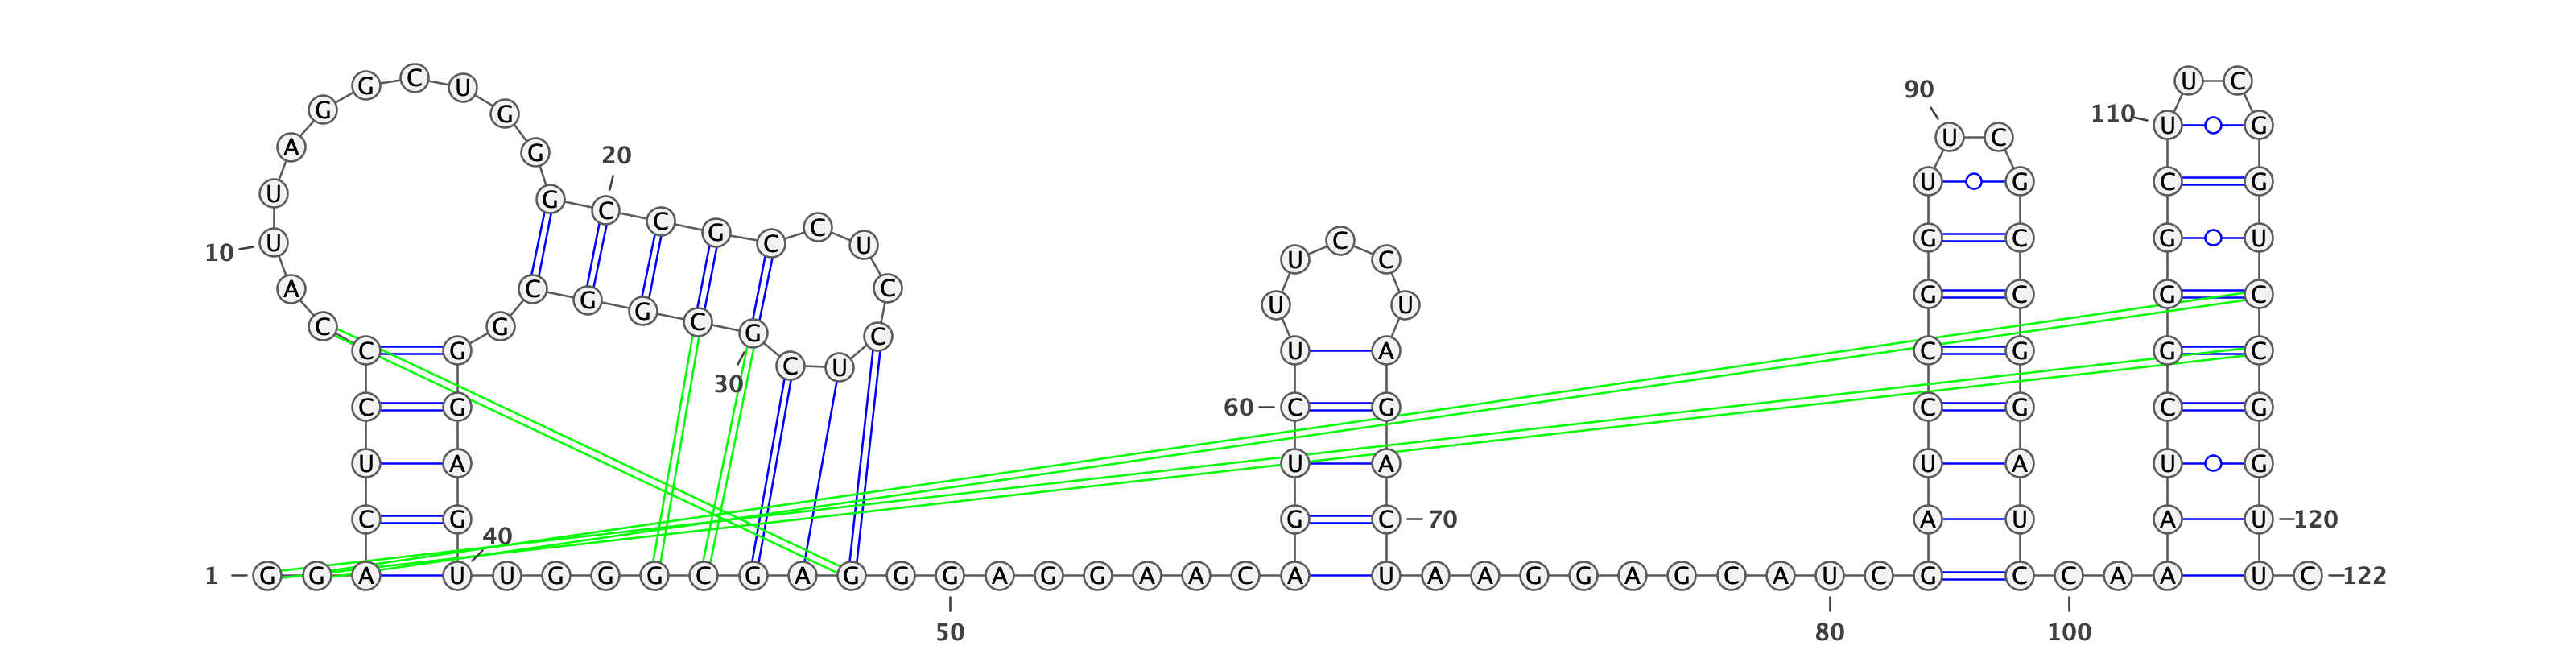 1
G G A C U C C C A U
10
U A G G C U G G G C
20
C G C C U C C U C G
30
C G G C G G G A G U
40
U G G G C G A G G G
50
A G G A A C A G U C
60
U U U C C U A G A C
70
U A A G G A G C A U
80
C G A U C C G G U U
90
C G C C G G A U C C
100
A A A U C G G G C U
110
U C G G U C C G G U
120
U C
122